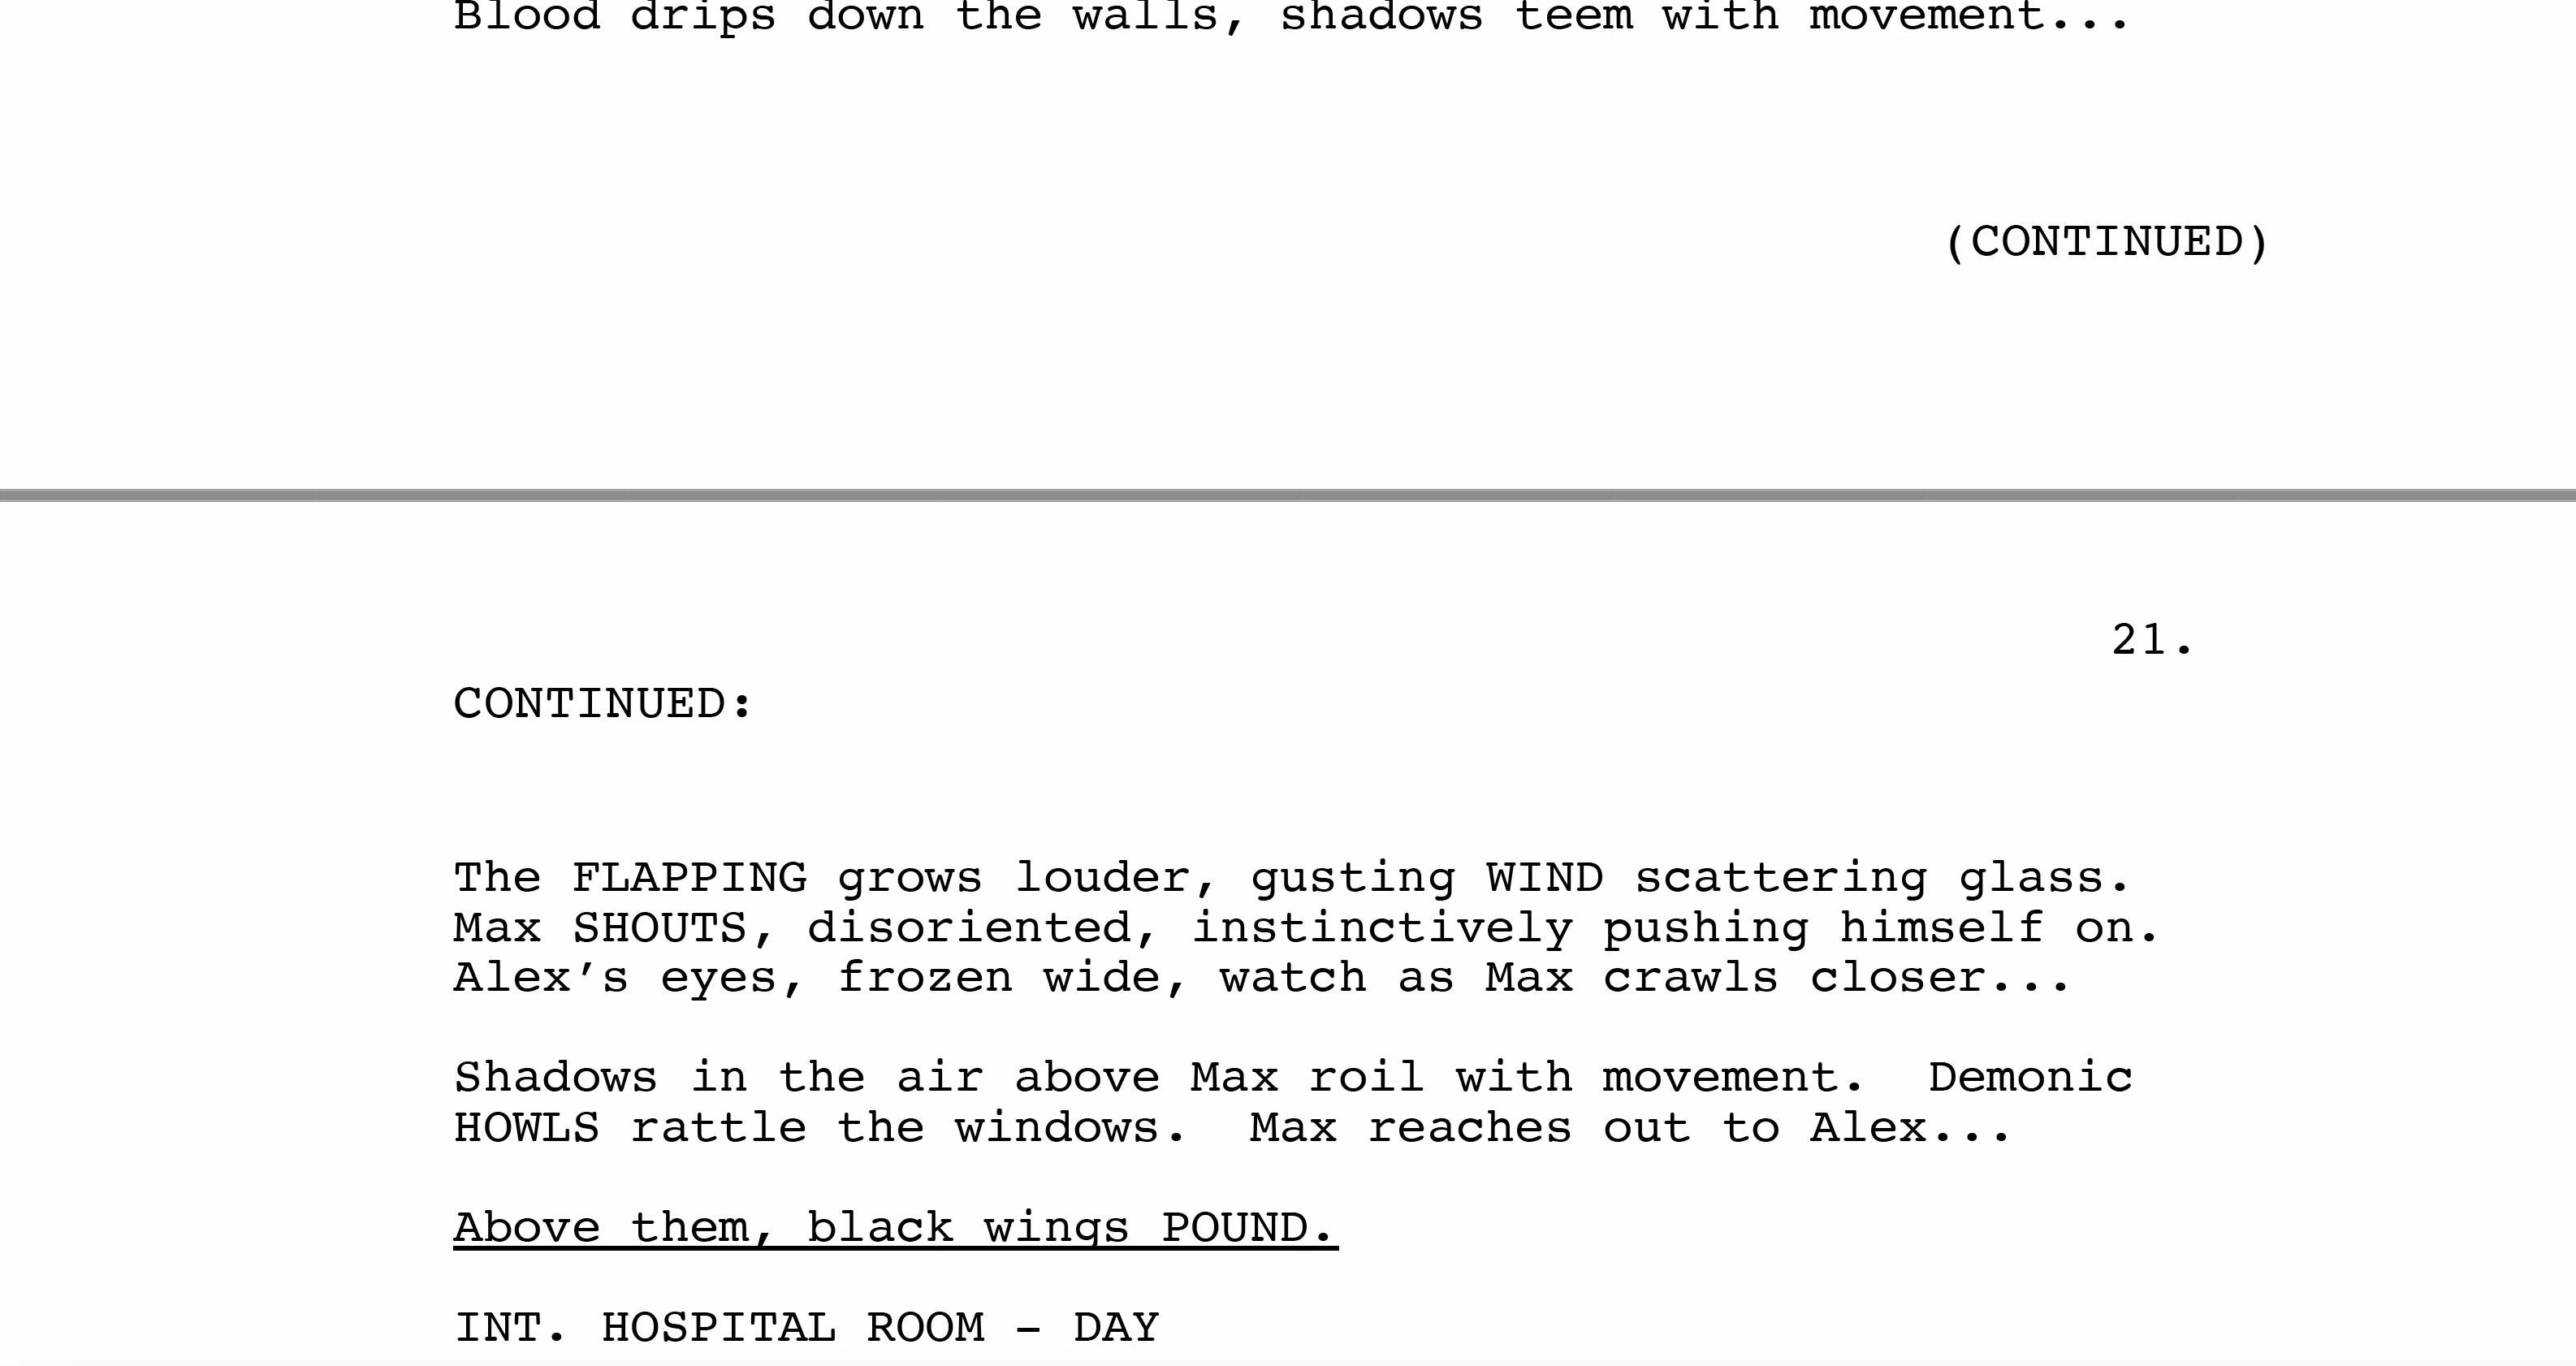 Blood drips down the walls, shadows teem with movement...
(CONTINUED)
21.
CONTINUED:
The FLAPPING grows louder, gusting WIND scattering glass.
Max SHOUTS, disoriented, instinctively pushing himself on.
Alex’s eyes, frozen wide, watch as Max crawls closer...
Shadows in the air above Max roil with movement.  Demonic
HOWLS rattle the windows.  Max reaches out to Alex...
Above them, black wings POUND.
INT. HOSPITAL ROOM – DAY